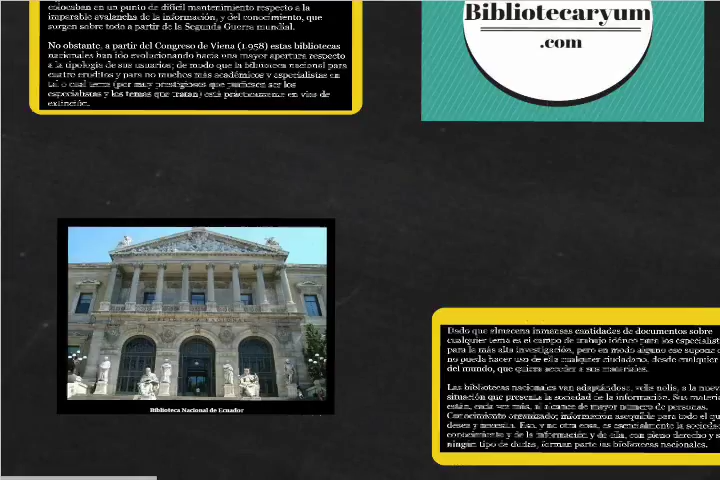 colocaban en un punto de difícil mantenimiento respecto a la
imparable avalancha de la información, y del conocimiento, que
surgen sobre todo a partir de la Segunda Guerra mundial.
No obstante, a partir del Congreso de Viena (1.958) estas bibliotecas
nacionales han ido evolucionando hacia una mayor apertura respecto
a la tipología de sus usuarios; de modo que la biblioteca nacional para
cuatro eruditos y para no muchos más académicos y especialistas en
tal o cual tema (por muy prestigiosos que pudiesen ser los
especialistas y los temas que tratan) está prácticamente en vías de
extinción.
Bibliotecaryum
.com
Biblioteca Nacional de Ecuador
Dado que almacena inmensas cantidades de documentos sobre
cualquier tema es el campo de trabajo idóneo para los
para la más alta investigación, pero en modo alguno ese supone
no pueda hacer uso de ella cualquier ciudadano, desde cualquier
del mundo, que quiera acceder a sus materiales.
Las bibliotecas nacionales van adaptándose, velis nolis, a la
situación que presenta la sociedad de la información. Sus
están, cada vez más, al alcance de mayor número de personas.
Conocimiento organizado; información asequible para todo el
desee y necesite. Esa, y no otra cosa, es esencialmente la
conocimiento y de la información y de ella, con pleno derecho y
ningún tipo de dudas, forman parte las bibliotecas nacionales.